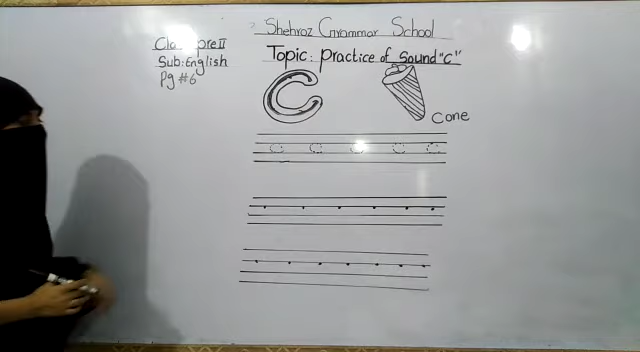 Shehroz Grammar School
Class pre II
Sub: English
Pg #6
Topic: practice of Sound "c"
C
Cone
c c c c c